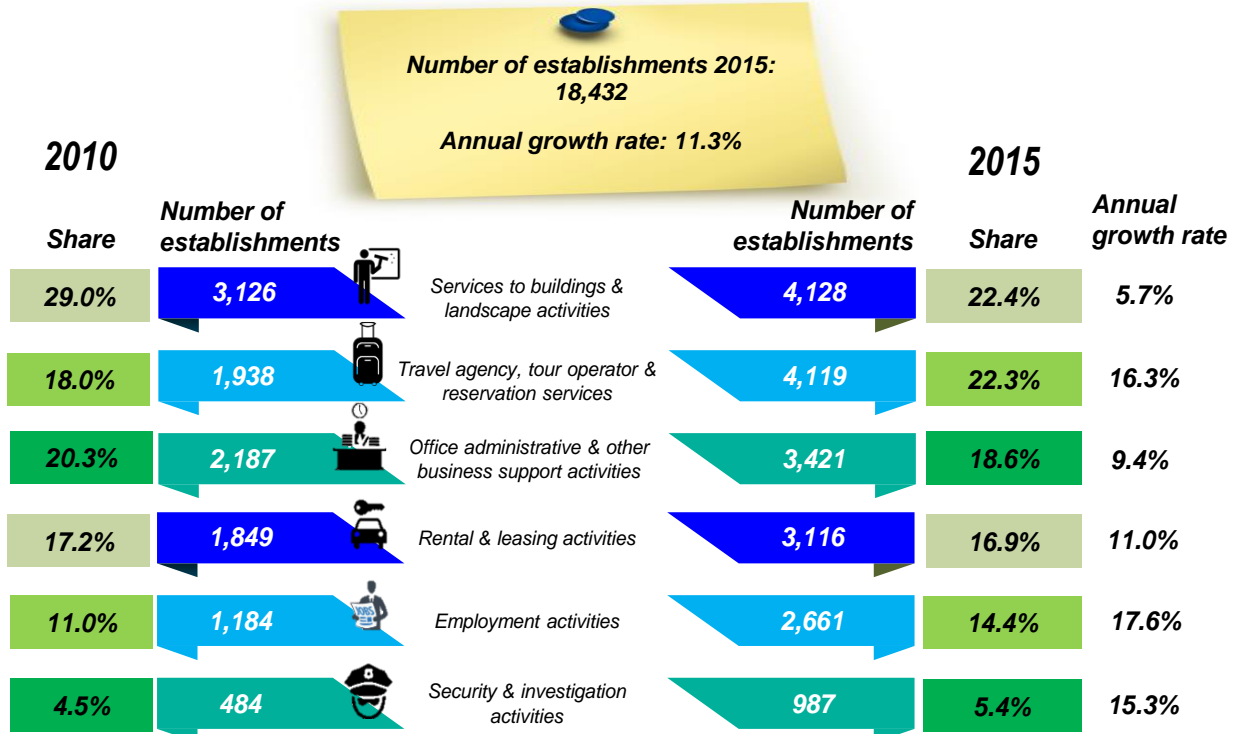 Number of establishments 2015:
18,432
Annual growth rate: 11.3%
2010
2015
Share
Number of
establishments
Number of
establishments
Share
Annual
growth rate
29.0%
3,126
Services to buildings &
landscape activities
4,128
22.4%
5.7%
18.0%
1,938
Travel agency, tour operator &
reservation services
4,119
22.3%
16.3%
20.3%
2,187
Office administrative & other
business support activities
3,421
18.6%
9.4%
17.2%
1,849
Rental & leasing activities
3,116
16.9%
11.0%
11.0%
1,184
JOBS
Employment activities
2,661
14.4%
17.6%
4.5%
484
Security & investigation
activities
987
5.4%
15.3%